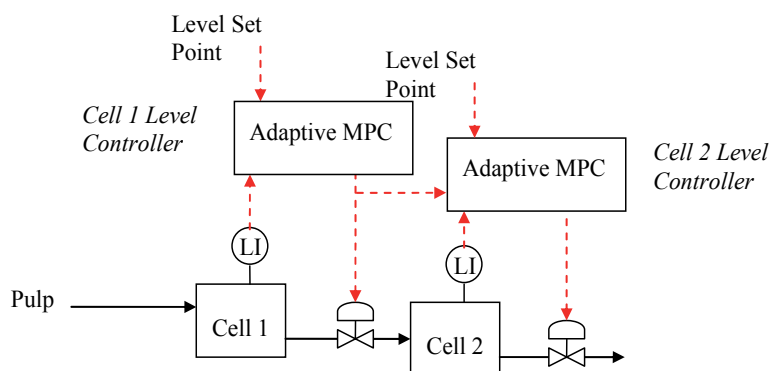 Level Set
Point
Level Set
Point
Cell 1 Level
Controller
Adaptive MPC
Adaptive MPC
Cell 2 Level
Controller
LI
LI
Pulp
Cell 1
Cell 2